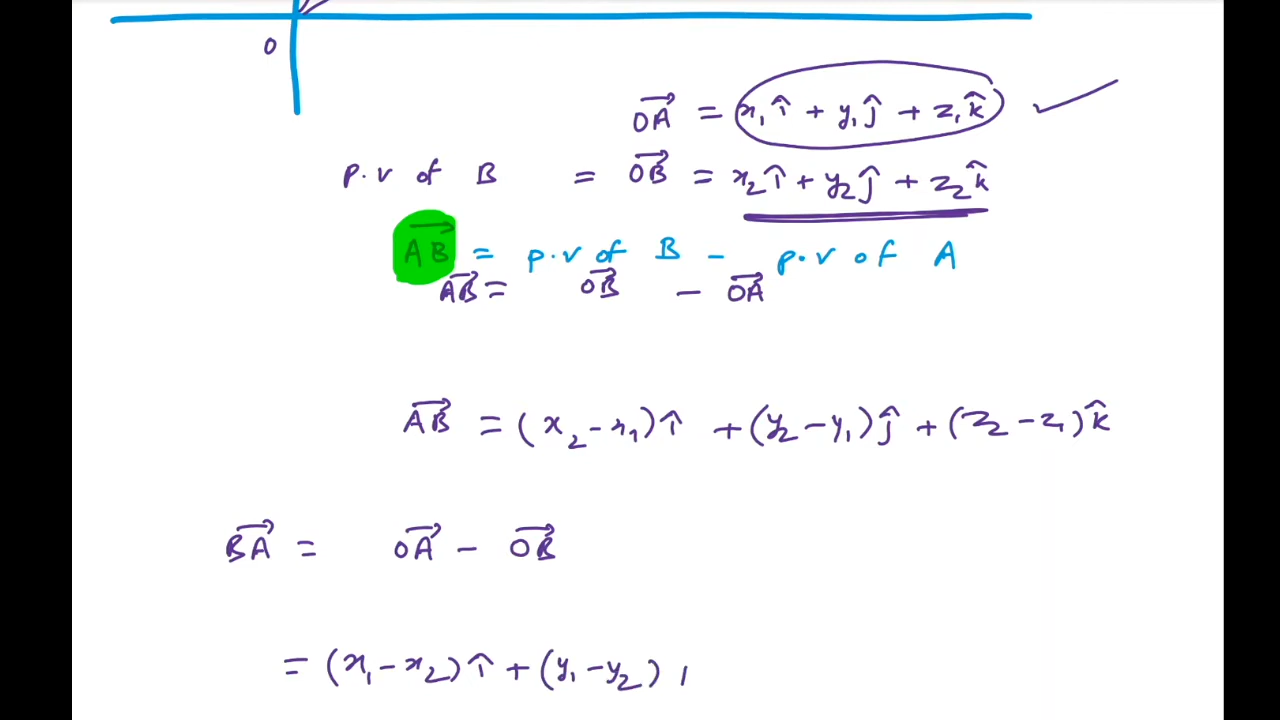 0
→OA = x₁î + y₁ĵ + z₁k̂
p.v of B = →OB = x₂î + y₂ĵ + z₂k̂
→AB = p.v of B - p.v of A
→AB = →OB - →OA
→AB = (x₂ - x₁)î + (y₂ - y₁)ĵ + (z₂ - z₁)k̂
→BA = →OA - →OB
= (x₁ - x₂)î + (y₁ - y₂)